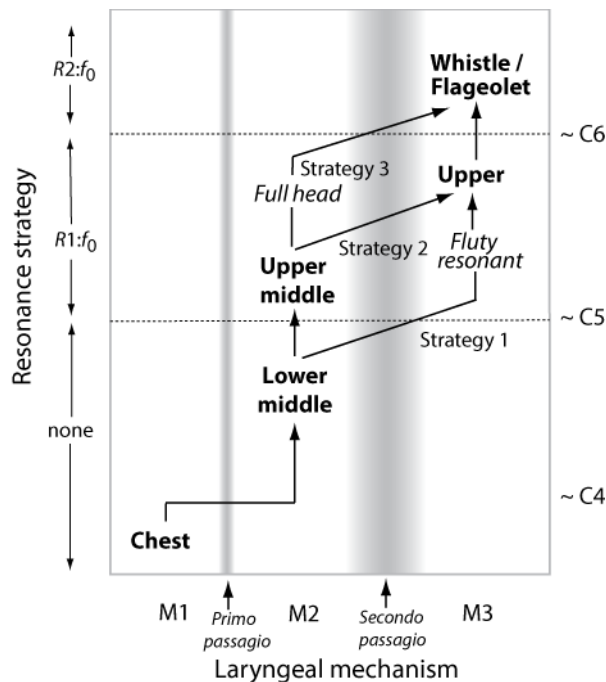 R2:f0
Whistle /
Flageolet
~ C6
Strategy 3
Upper
Full head
R1:f0
Strategy 2
Fluty
resonant
Upper
middle
~ C5
Strategy 1
Lower
middle
Resonance strategy
none
~ C4
Chest
M1
Primo
passagio
M2
Secondo
passagio
M3
Laryngeal mechanism